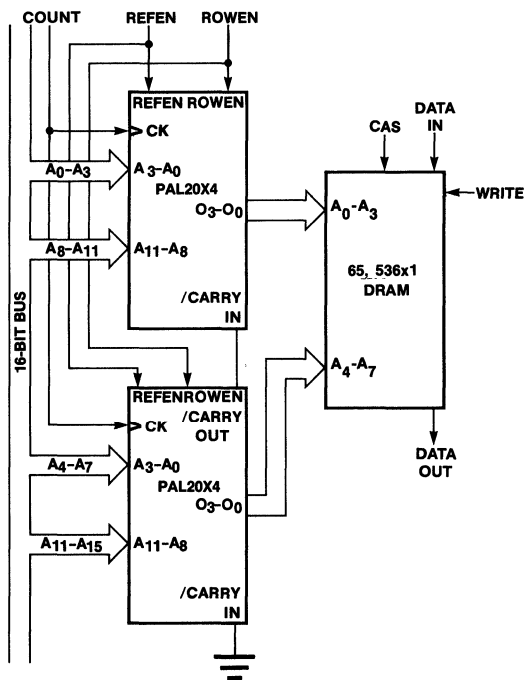 COUNT REFEN ROWEN
REFEN ROWEN
CK
A0-A3
A3-A0
PAL20X4
O3-O0
A8-A11
A11-A8
/CARRY
IN
CAS
DATA
IN
WRITE
A0-A3
65, 536x1
DRAM
A4-A7
DATA
OUT
16-BIT BUS
REFEN ROWEN
/CARRY
OUT
CK
A4-A7
A3-A0
PAL20X4
O3-O0
A11-A15
A11-A8
/CARRY
IN